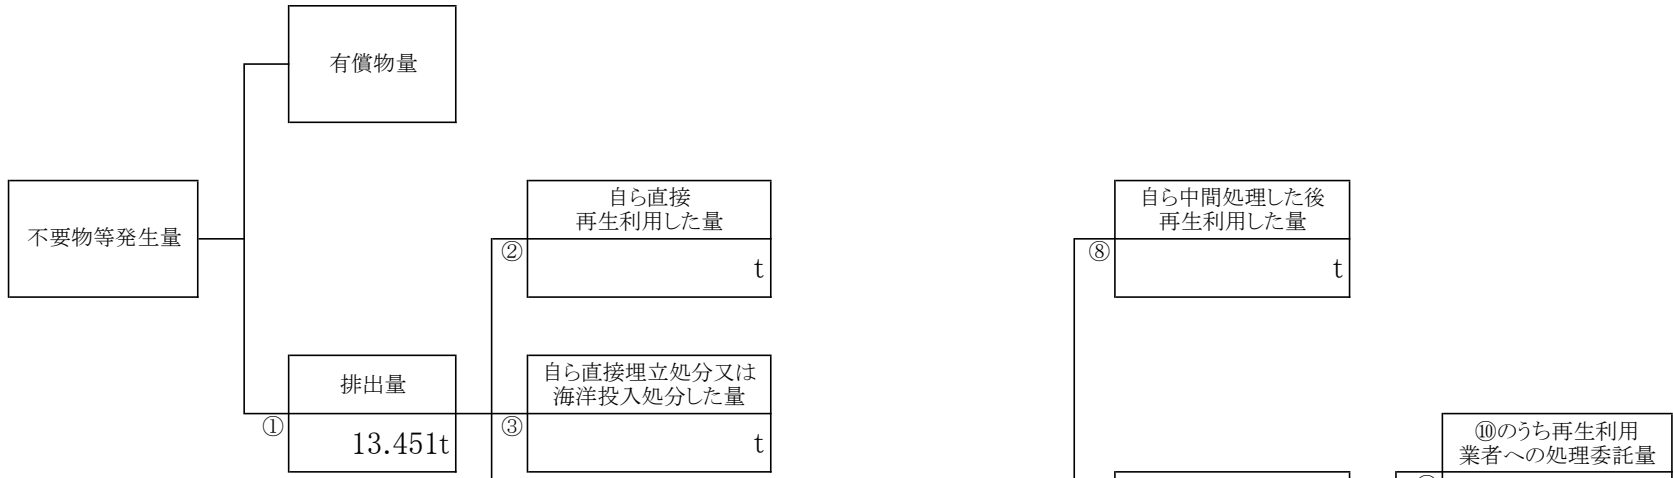 有償物量
不要物等発生量
自ら直接
再生利用した量
②
t
自ら中間処理した後
再生利用した量
⑧
t
排出量
①
13.451t
自ら直接埋立処分又は
海洋投入処分した量
③
t
⑩のうち再生利用
業者への処理委託量